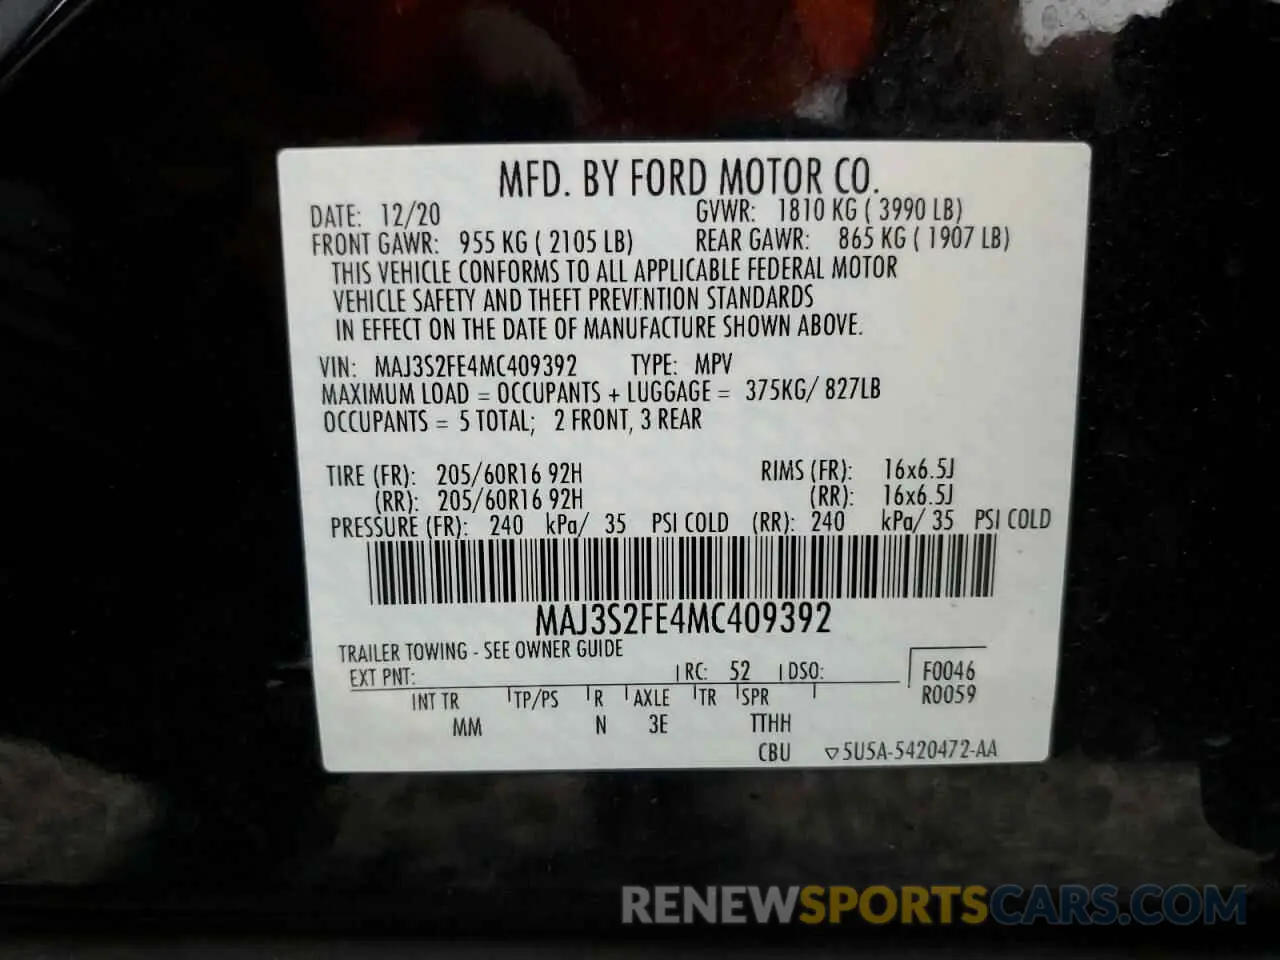 MFD. BY FORD MOTOR CO.
DATE: 12/20 GVWR: 1810 KG ( 3990 LB)
FRONT GAWR: 955 KG ( 2105 LB) REAR GAWR: 865 KG ( 1907 LB)
THIS VEHICLE CONFORMS TO ALL APPLICABLE FEDERAL MOTOR
VEHICLE SAFETY AND THEFT PREVENTION STANDARDS
IN EFFECT ON THE DATE OF MANUFACTURE SHOWN ABOVE.
VIN: MAJ3S2FE4MC409392 TYPE: MPV
MAXIMUM LOAD = OCCUPANTS + LUGGAGE = 375KG/ 827LB
OCCUPANTS = 5 TOTAL; 2 FRONT, 3 REAR
TIRE (FR): 205/60R16 92H RIMS (FR): 16x6.5J
(RR): 205/60R16 92H (RR): 16x6.5J
PRESSURE (FR): 240 kPa/ 35 PSI COLD (RR): 240 kPa/ 35 PSI COLD
MAJ3S2FE4MC409392
TRAILER TOWING - SEE OWNER GUIDE
EXT PNT: RC: 52 DSO: F0046
INT TR TP/PS R AXLE TR SPR R0059
MM N 3E TTHH
CBU ▽5U5A-5420472-AA
RENEWSPORTSCARS.COM